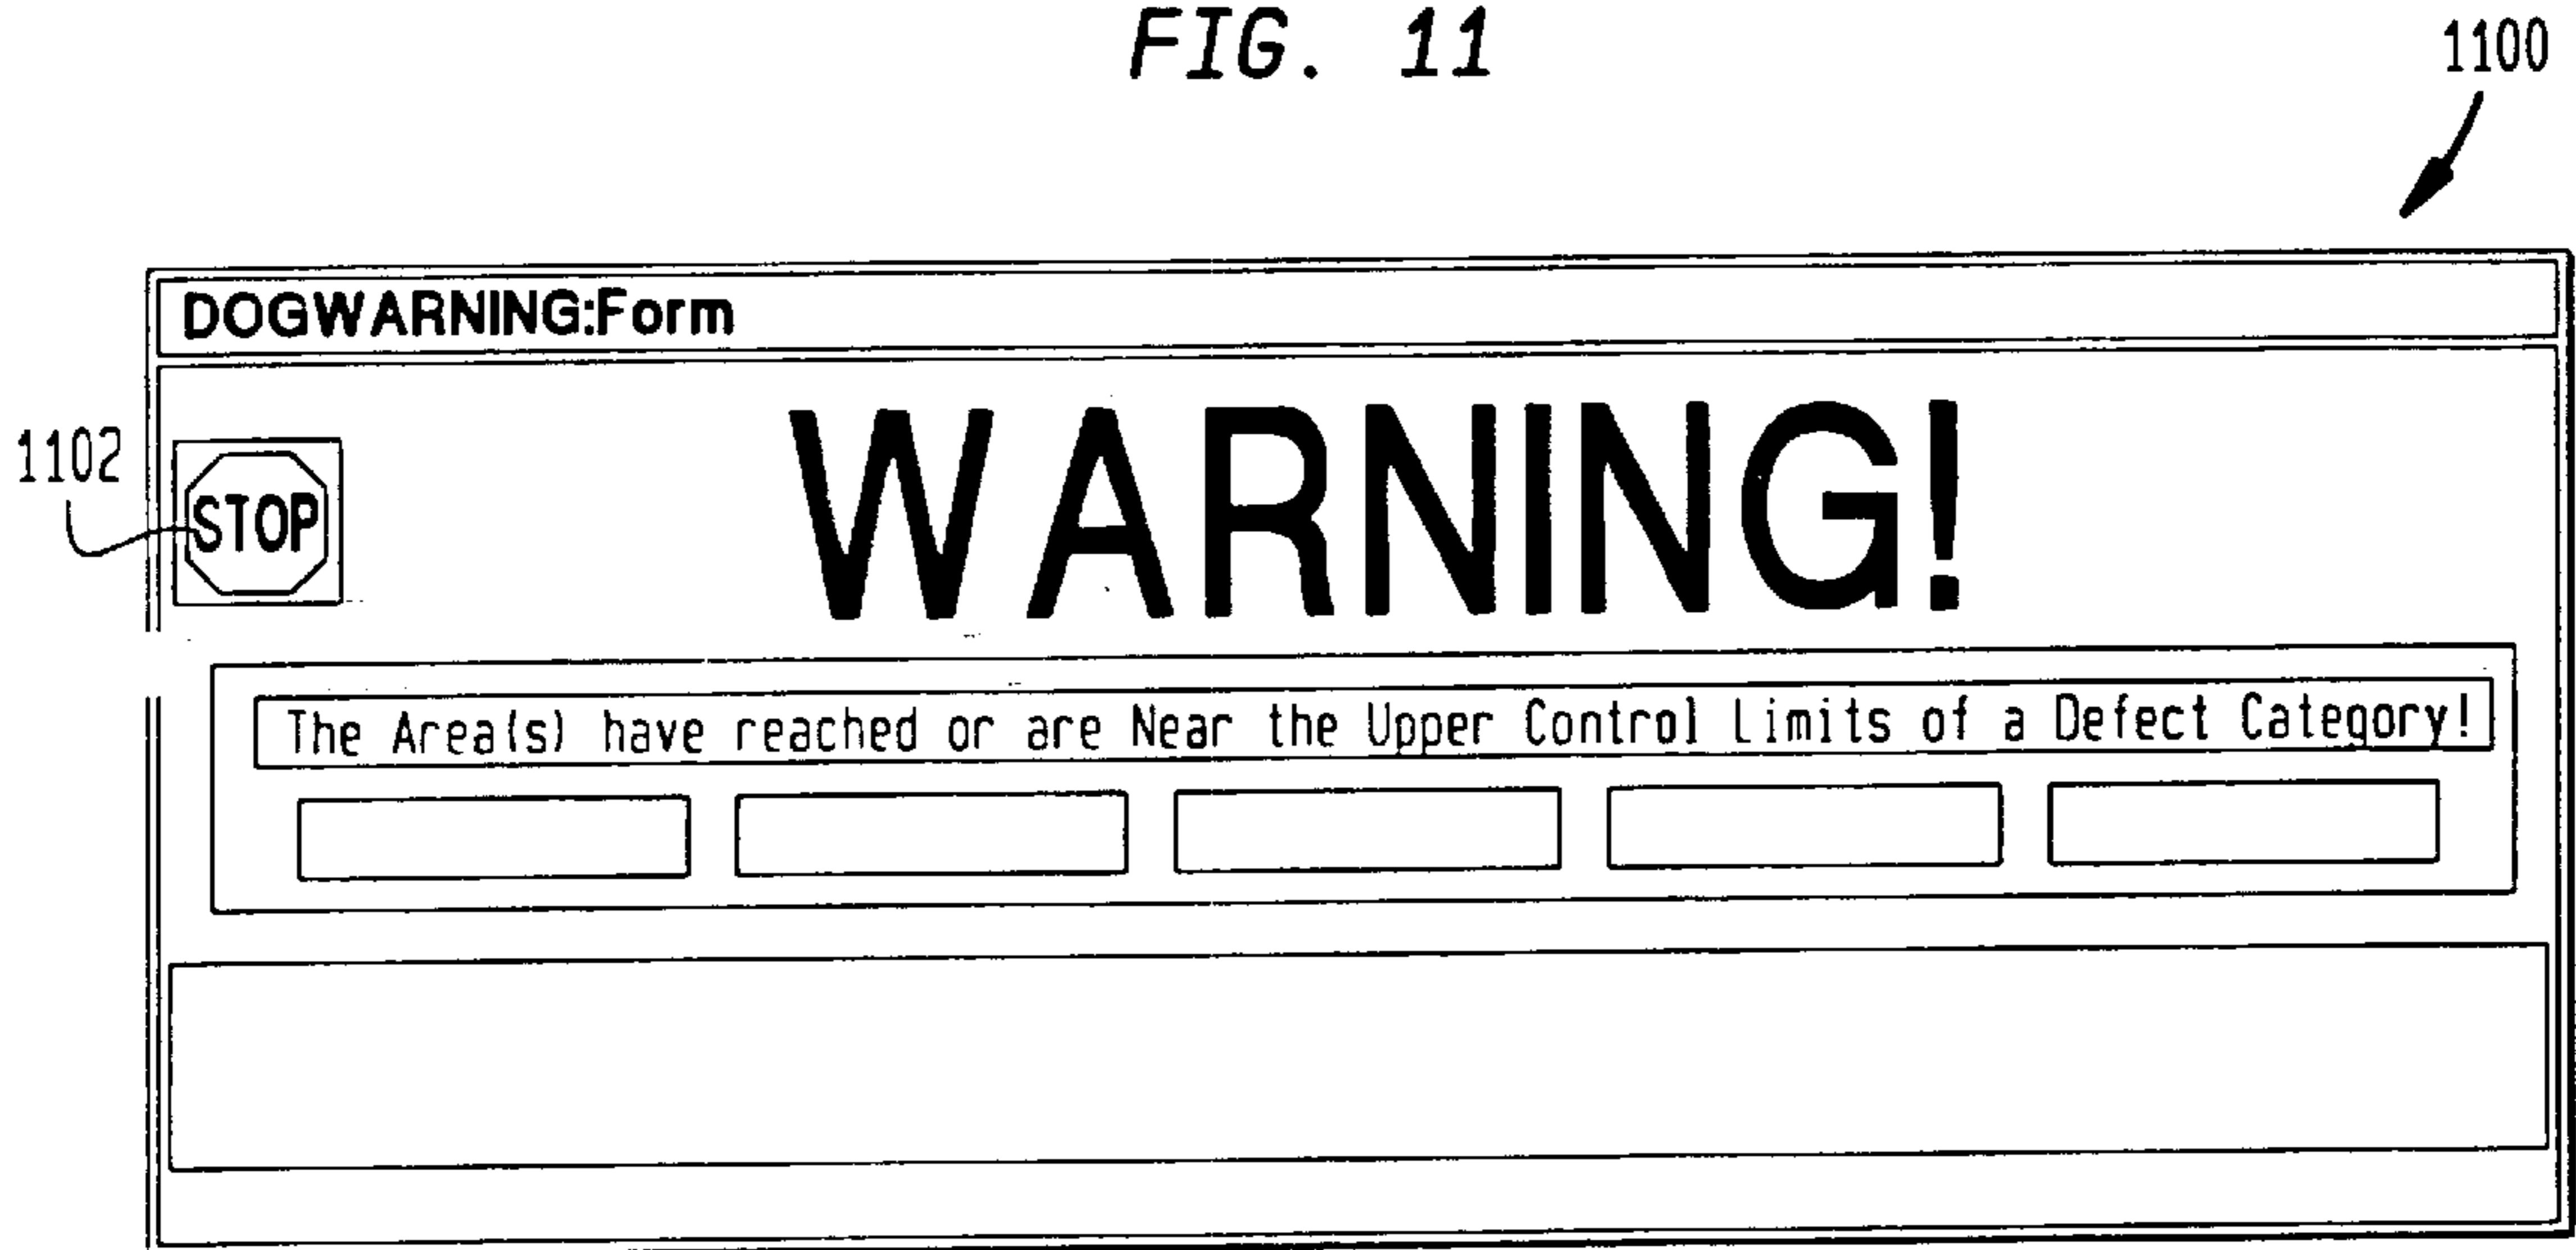 FIG. 11
1100
DOGWARNING:Form
WARNING!
1102
STOP
The Area(s) have reached or are Near the Upper Control Limits of a Defect Category!